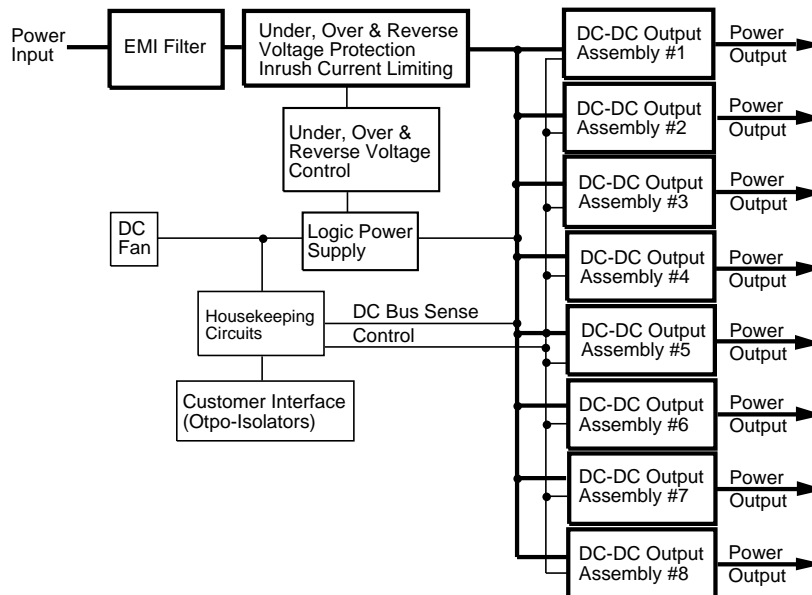 Power
Input
EMI Filter
Under, Over & Reverse
Voltage Protection
Inrush Current Limiting
Under, Over &
Reverse Voltage
Control
DC
Fan
Logic Power
Supply
Housekeeping
Circuits
DC Bus Sense
Control
Customer Interface
(Otpo-Isolators)
DC-DC Output
Assembly #1
Power
Output
DC-DC Output
Assembly #2
Power
Output
DC-DC Output
Assembly #3
Power
Output
DC-DC Output
Assembly #4
Power
Output
DC-DC Output
Assembly #5
Power
Output
DC-DC Output
Assembly #6
Power
Output
DC-DC Output
Assembly #7
Power
Output
DC-DC Output
Assembly #8
Power
Output